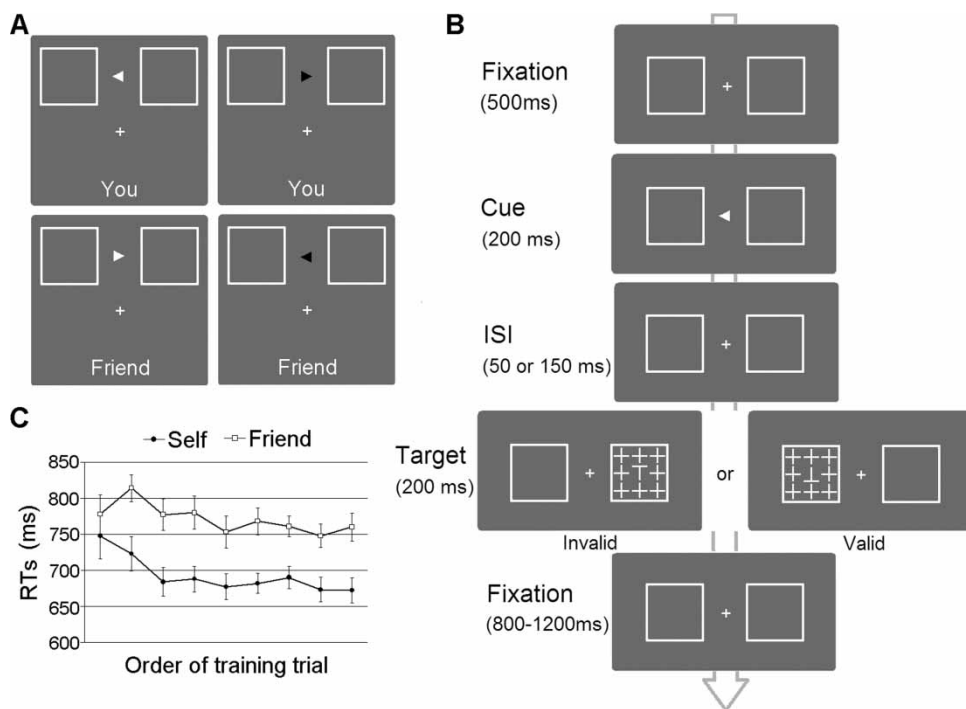 A
You
You
Friend
Friend
B
Fixation
(500ms)
Cue
(200 ms)
ISI
(50 or 150 ms)
Target
(200 ms)
or
Invalid
Valid
Fixation
(800-1200ms)
C
Self
Friend
850
800
750
700
650
600
RTs (ms)
Order of training trial